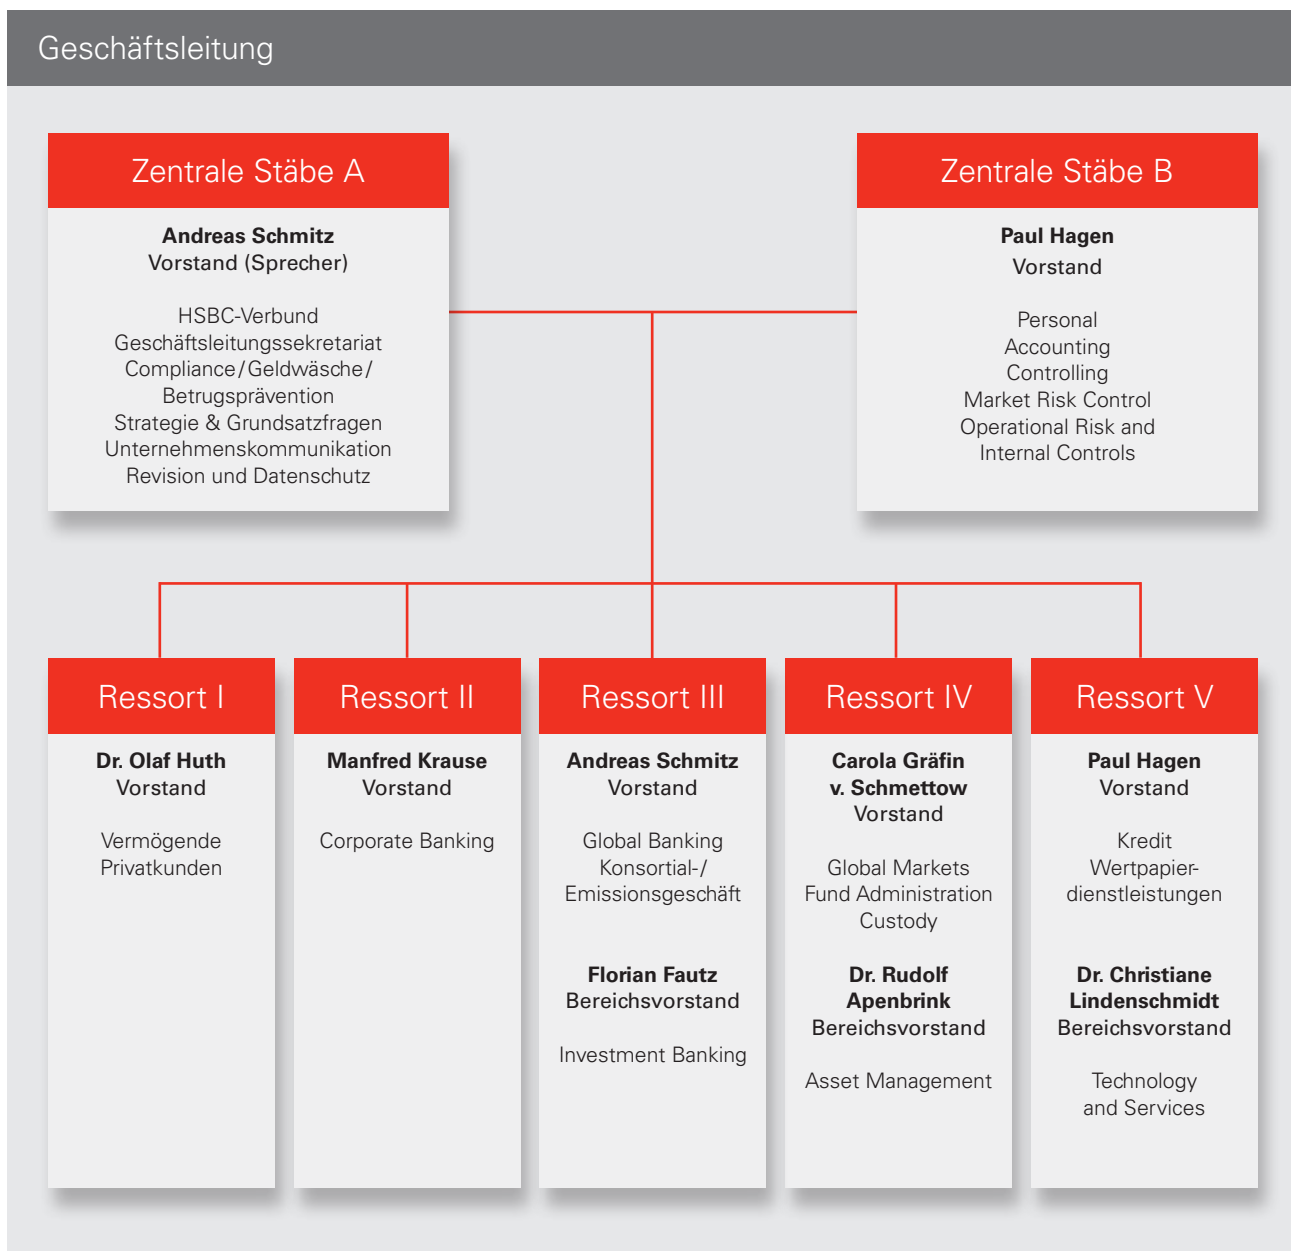 Geschäftsleitung
Zentrale Stäbe A
Andreas Schmitz
Vorstand (Sprecher)
HSBC-Verbund
Geschäftsleitungssekretariat
Compliance/Geldwäsche/
Betrugsprävention
Strategie & Grundsatzfragen
Unternehmenskommunikation
Revision und Datenschutz
Zentrale Stäbe B
Paul Hagen
Vorstand
Personal
Accounting
Controlling
Market Risk Control
Operational Risk and
Internal Controls
Ressort I
Dr. Olaf Huth
Vorstand
Vermögende
Privatkunden
Ressort II
Manfred Krause
Vorstand
Corporate Banking
Ressort III
Andreas Schmitz
Vorstand
Global Banking
Konsortial-/
Emissionsgeschäft
Florian Fautz
Bereichsvorstand
Investment Banking
Ressort IV
Carola Gräfin
v. Schmettow
Vorstand
Global Markets
Fund Administration
Custody
Dr. Rudolf
Apenbrink
Bereichsvorstand
Asset Management
Ressort V
Paul Hagen
Vorstand
Kredit
Wertpapier-
dienstleistungen
Dr. Christiane
Lindenschmidt
Bereichsvorstand
Technology
and Services